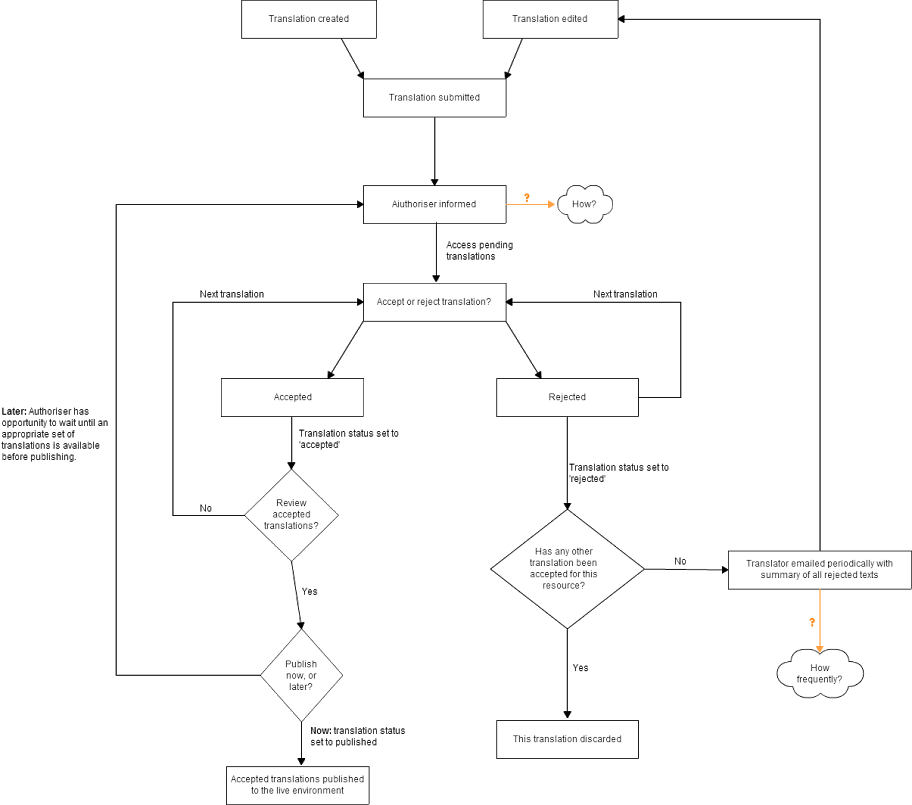 Translation created
Translation edited
Translation submitted
Aiuthoriser informed
?
How?
Access pending
translations
Next translation
Accept or reject translation?
Next translation
Accepted
Rejected
Later: Authoriser has
opportunity to wait until an
appropriate set of
translations is available
before publishing.
Translation status set to
'accepted'
Translation status set to
'rejected'
Review
accepted
translations?
No
Has any other
translation been
accepted for this
resource?
No
Translator emailed periodically with
summary of all rejected texts
Yes
?
Publish
now, or
later?
Yes
How
frequently?
Now: translation status
set to published
This translation discarded
Accepted translations published
to the live environment